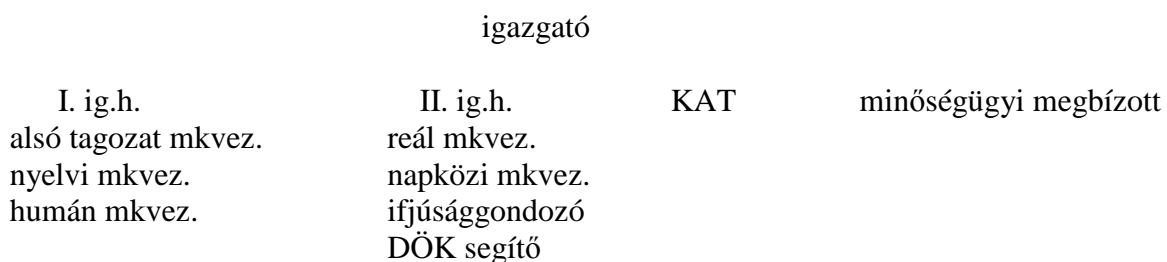 igazgató
I. ig.h. II. ig.h. KAT minőségügyi megbízott
alsó tagozat mkvez. reál mkvez.
nyelvi mkvez. napközi mkvez.
humán mkvez. ifjúsággondozó
DÖK segítő